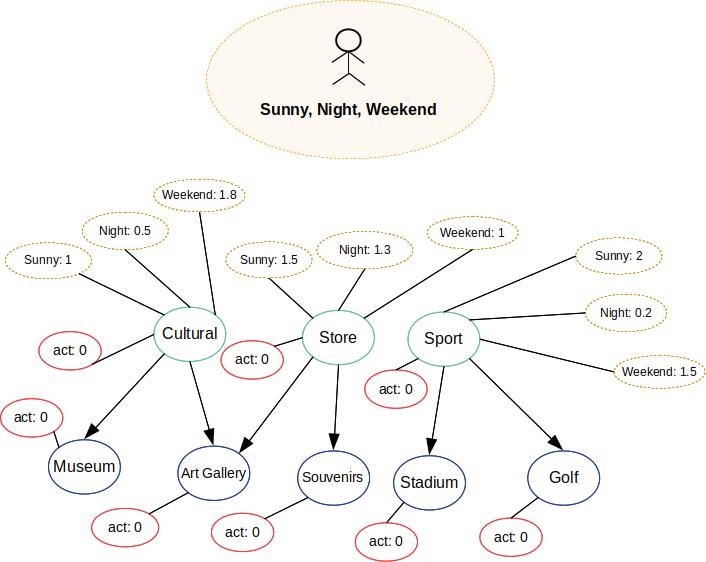 Sunny, Night, Weekend
Weekend: 1.8
Night: 0.5
Sunny: 1
Sunny: 1.5
Night: 1.3
Weekend: 1
Sunny: 2
Night: 0.2
Weekend: 1.5
Cultural
Store
Sport
act: 0
act: 0
act: 0
act: 0
Museum
Art Gallery
Souvenirs
Stadium
Golf
act: 0
act: 0
act: 0
act: 0